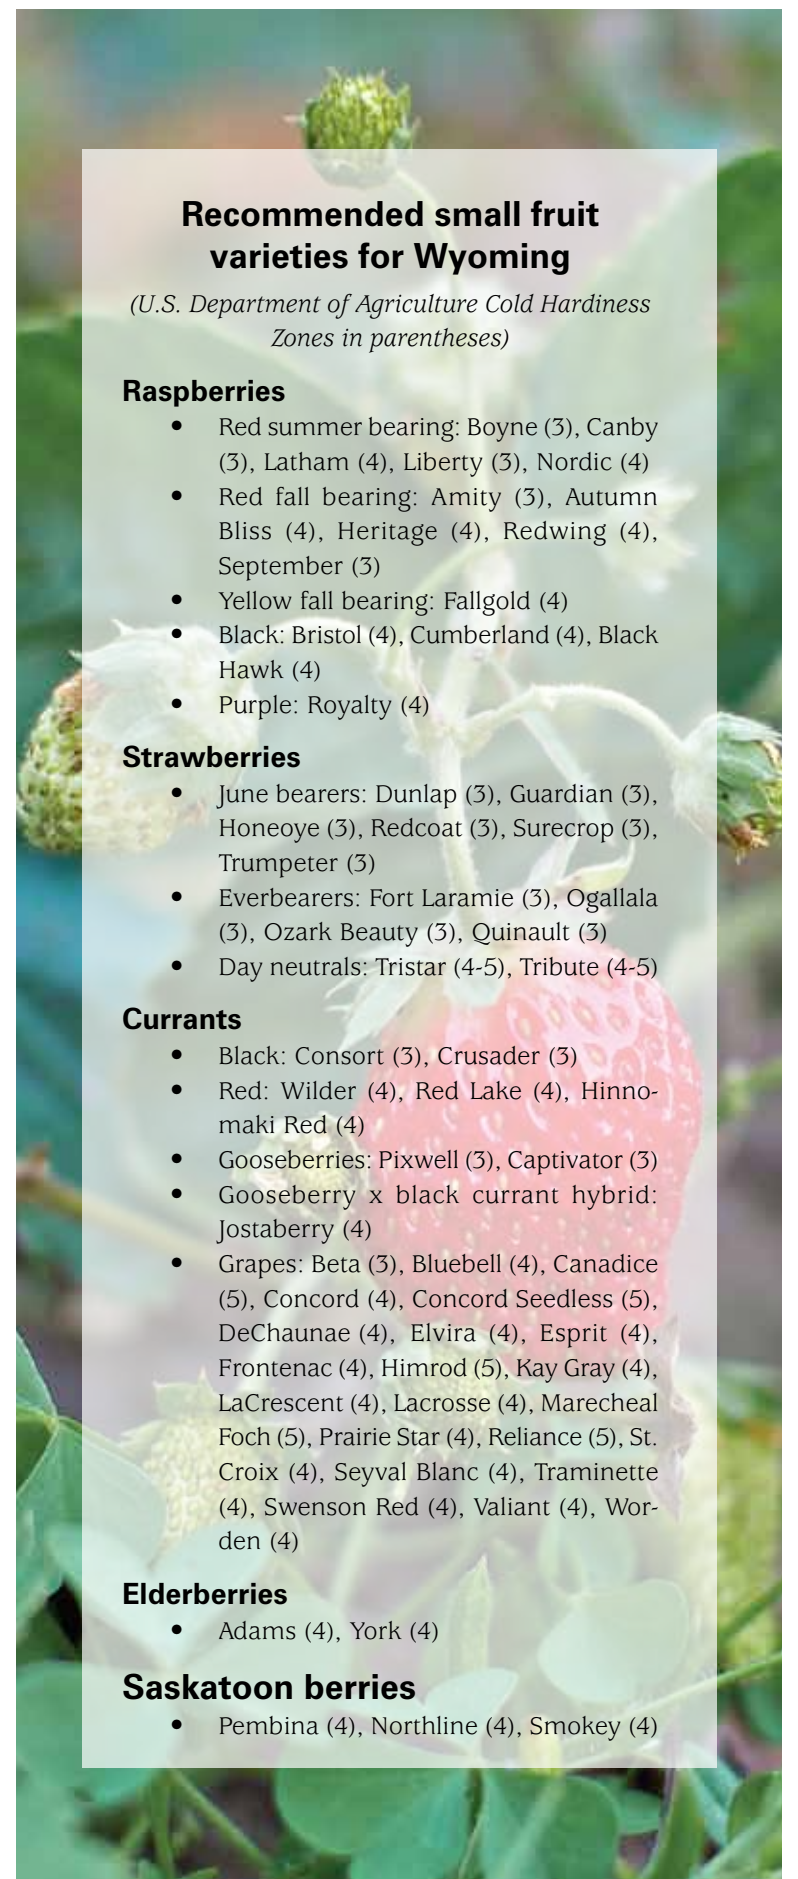 Recommended small fruit
varieties for Wyoming
(U.S. Department of Agriculture Cold Hardiness
Zones in parentheses)
Raspberries
• Red summer bearing: Boyne (3), Canby
(3), Latham (4), Liberty (3), Nordic (4)
• Red fall bearing: Amity (3), Autumn
Bliss (4), Heritage (4), Redwing (4),
September (3)
• Yellow fall bearing: Fallgold (4)
• Black: Bristol (4), Cumberland (4), Black
Hawk (4)
• Purple: Royalty (4)
Strawberries
• June bearers: Dunlap (3), Guardian (3),
Honeoye (3), Redcoat (3), Surecrop (3),
Trumpeter (3)
• Everbearers: Fort Laramie (3), Ogallala
(3), Ozark Beauty (3), Quinault (3)
• Day neutrals: Tristar (4-5), Tribute (4-5)
Currants
• Black: Consort (3), Crusader (3)
• Red: Wilder (4), Red Lake (4), Hinno-
maki Red (4)
• Gooseberries: Pixwell (3), Captivator (3)
• Gooseberry x black currant hybrid:
Jostaberry (4)
• Grapes: Beta (3), Bluebell (4), Canadice
(5), Concord (4), Concord Seedless (5),
DeChaunae (4), Elvira (4), Esprit (4),
Frontenac (4), Himrod (5), Kay Gray (4),
LaCrescent (4), Lacrosse (4), Marecheal
Foch (5), Prairie Star (4), Reliance (5), St.
Croix (4), Seyval Blanc (4), Traminette
(4), Swenson Red (4), Valiant (4), Wor-
den (4)
Elderberries
• Adams (4), York (4)
Saskatoon berries
• Pembina (4), Northline (4), Smokey (4)